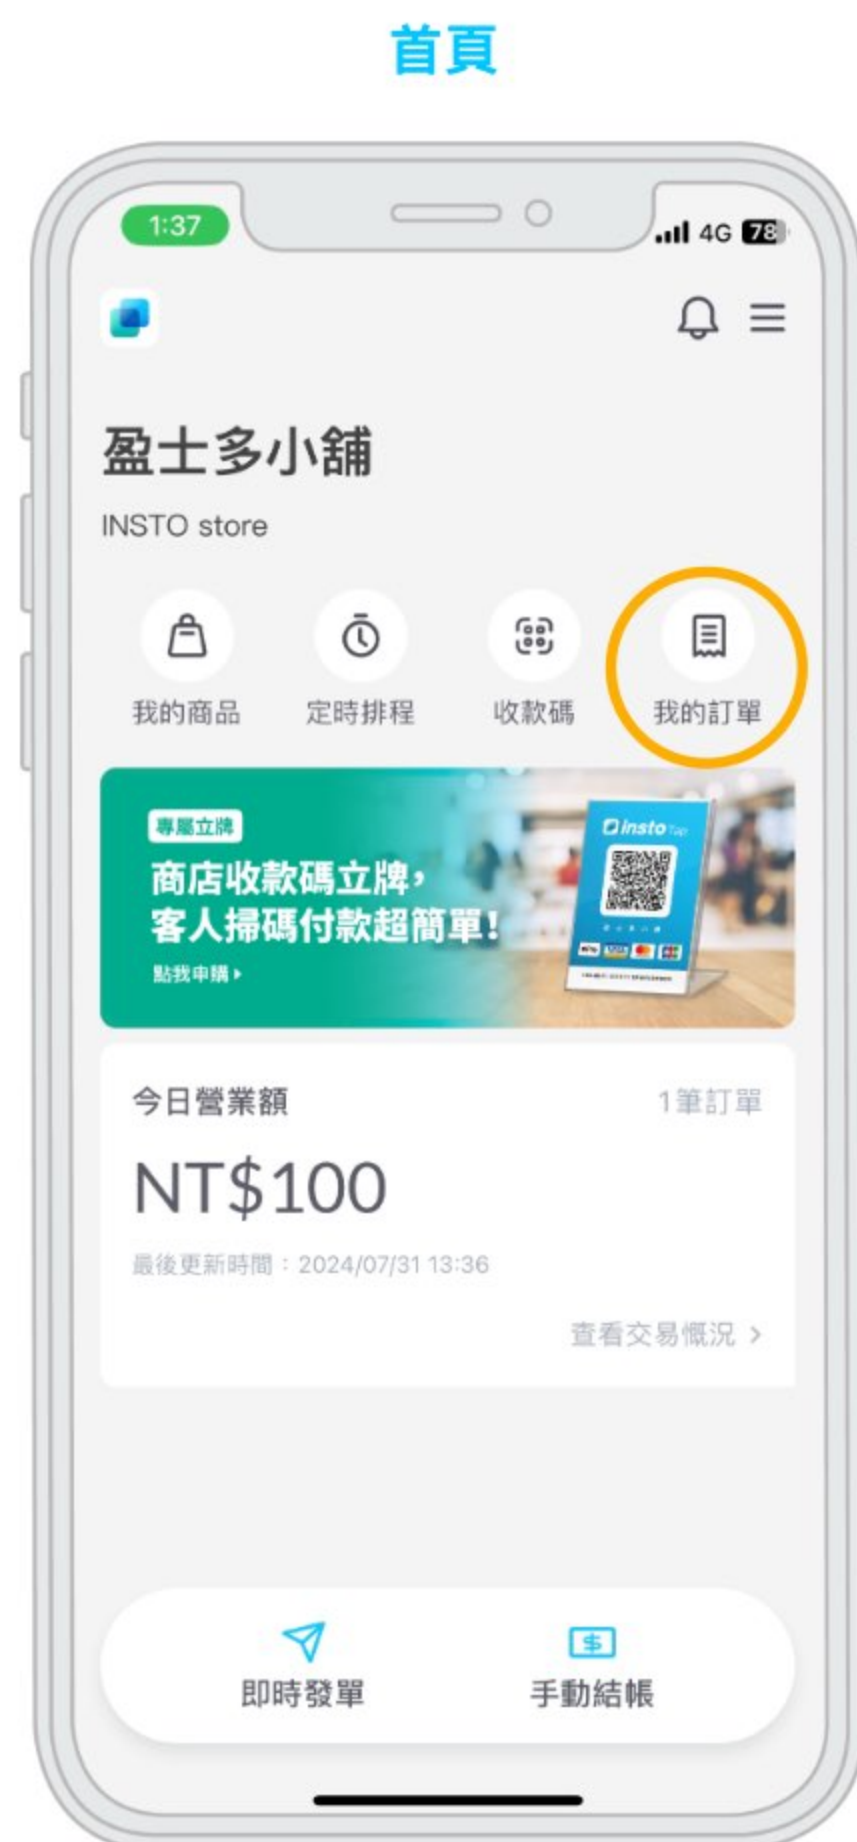 首頁
1:37
4G 78
盈士多小舖
INSTO store
我的商品 定時排程 收款碼 我的訂單
專屬立牌
商店收款碼立牌,
客人掃碼付款超簡單!
點我申購
insto Tap
VISA
JCB
今日營業額 1筆訂單
NT$100
最後更新時間：2024/07/31 13:36
查看交易慨況 >
即時發單 手動結帳